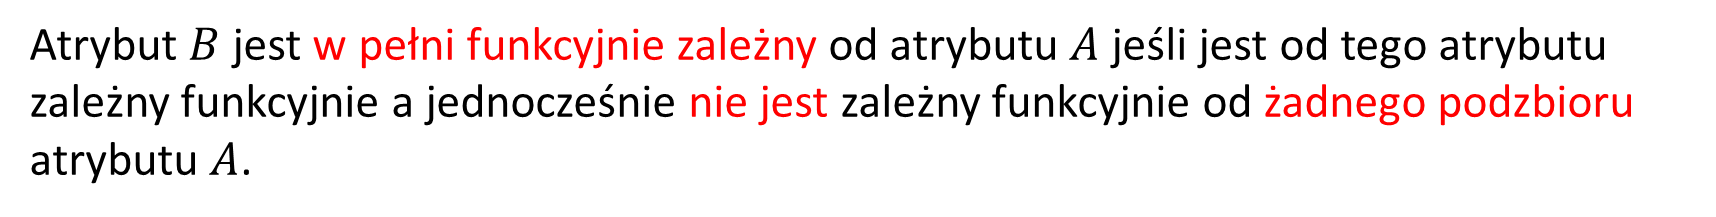 Atrybut B jest w pełni funkcyjnie zależny od atrybutu A jeśli jest od tego atrybutu
zależny funkcyjnie a jednocześnie nie jest zależny funkcyjnie od żadnego podzbioru
atrybutu A.